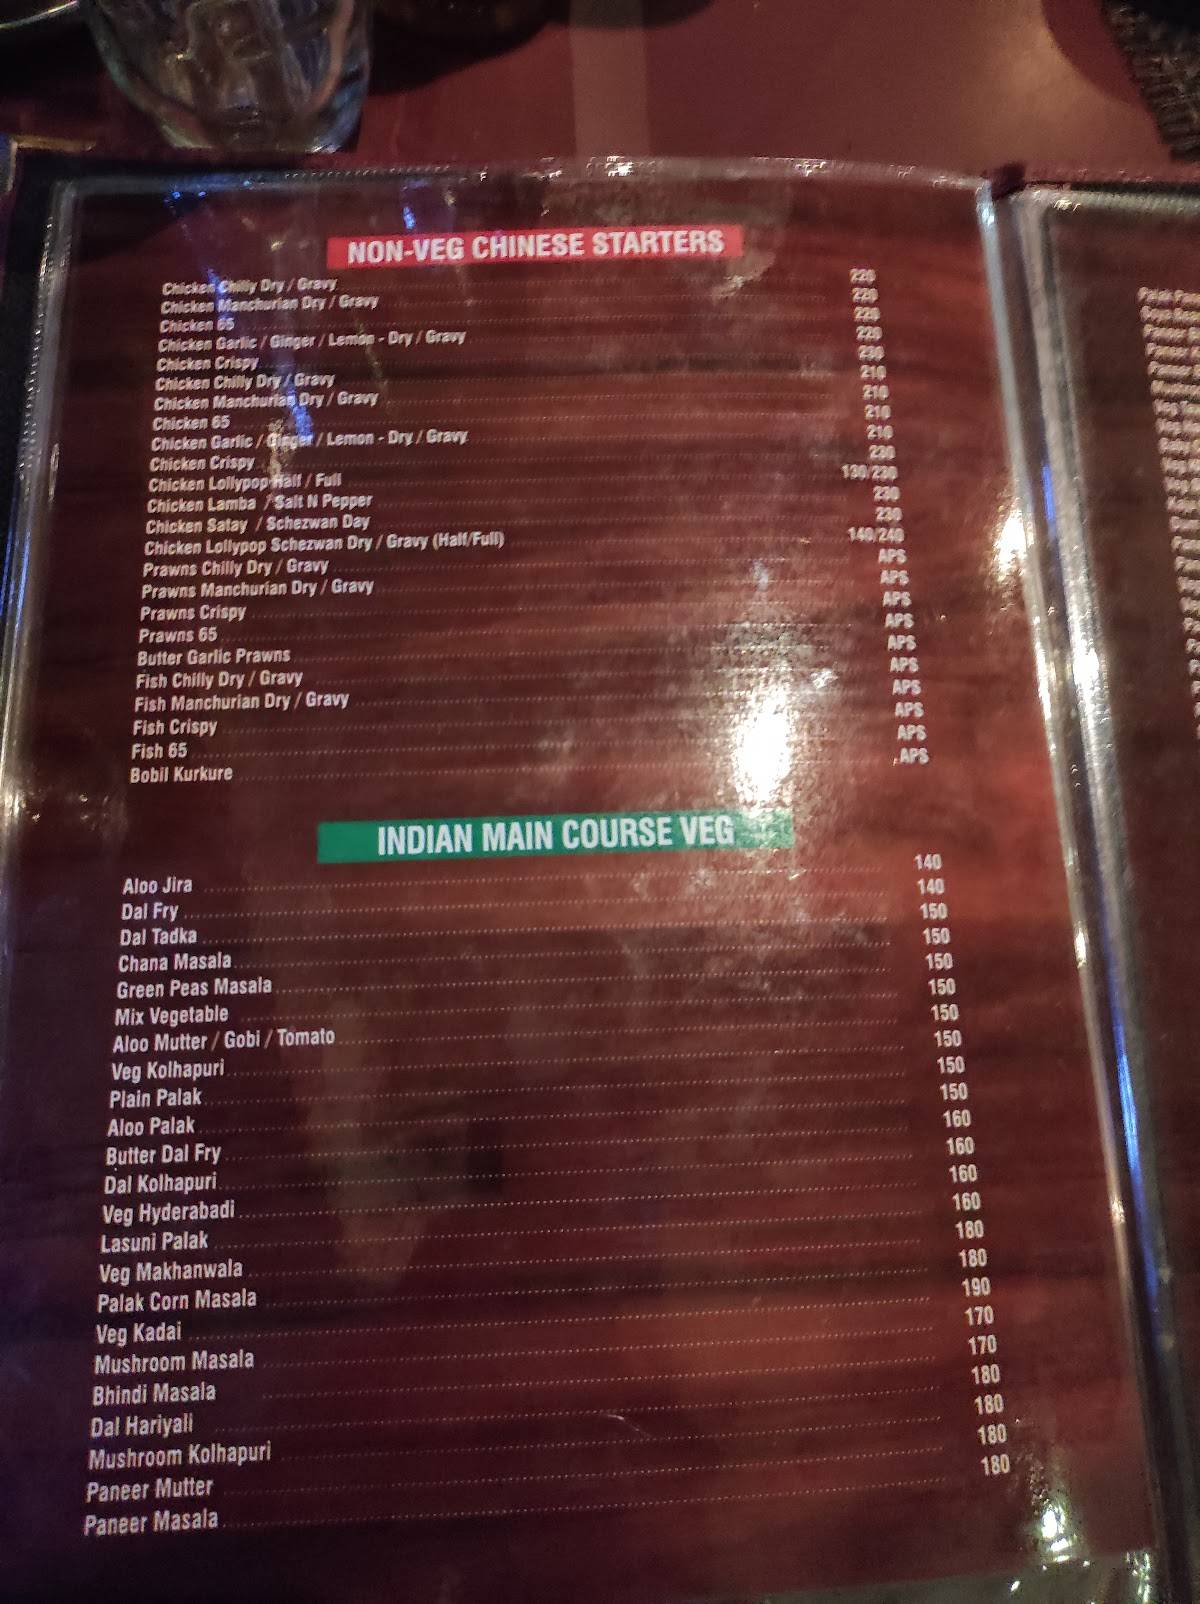 NON-VEG CHINESE STARTERS
Chicken Chilly Dry / Gravy 220
Chicken Manchurian Dry / Gravy 220
Chicken 65 220
Chicken Garlic / Ginger / Lemon - Dry / Gravy 220
Chicken Crispy 230
Chicken Chilly Dry / Gravy 210
Chicken Manchurian Dry / Gravy 210
Chicken 65 210
Chicken Garlic / Ginger / Lemon - Dry / Gravy 210
Chicken Crispy 230
Chicken Lollypop Half / Full 130/230
Chicken Lamba / Salt N Pepper 230
Chicken Satay / Schezwan Day 230
Chicken Lollypop Schezwan Dry / Gravy (Half/Full) 140/240
Prawns Chilly Dry / Gravy APS
Prawns Manchurian Dry / Gravy APS
Prawns Crispy APS
Prawns 65 APS
Butter Garlic Prawns APS
Fish Chilly Dry / Gravy APS
Fish Manchurian Dry / Gravy APS
Fish Crispy APS
Fish 65 APS
Bobil Kurkure APS
INDIAN MAIN COURSE VEG
Aloo Jira 140
Dal Fry 140
Dal Tadka 150
Chana Masala 150
Green Peas Masala 150
Mix Vegetable 150
Aloo Mutter / Gobi / Tomato 150
Veg Kolhapuri 150
Plain Palak 150
Aloo Palak 150
Butter Dal Fry 160
Dal Kolhapuri 160
Veg Hyderabadi 160
Lasuni Palak 160
Veg Makhanwala 180
Palak Corn Masala 180
Veg Kadai 190
Mushroom Masala 170
Bhindi Masala 170
Dal Hariyali 180
Mushroom Kolhapuri 180
Paneer Mutter 180
Paneer Masala 180
Palak
Paneer
Paneer
Paneer
Veg
Veg